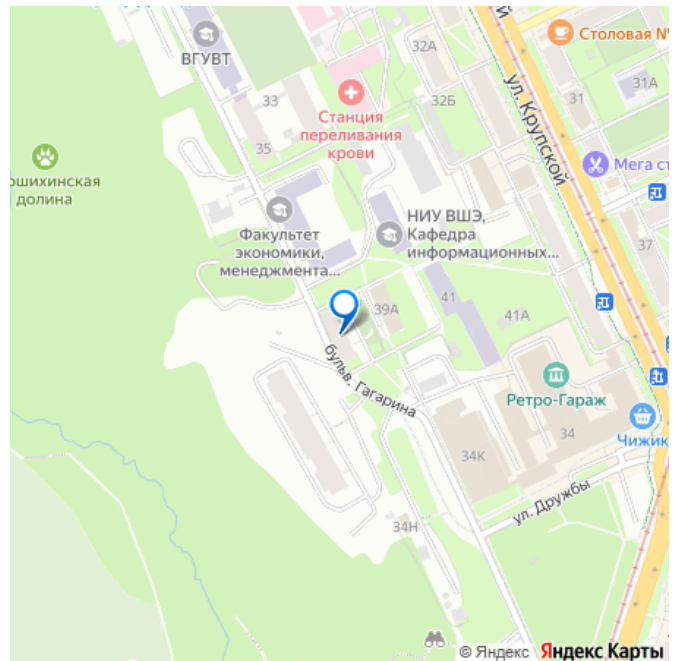 ВГУВТ
33
Станция
переливания
крови
35
32А
32Б
ул. Крупской
кой
Столовая №
31А
31
Мега ст
37
ршихинская
долина
Факультет
экономики,
менеджмента...
НИУ ВШЭ,
Кафедра
информационных...
39А
41
41А
бульв. Гагарина
Ретро-Гараж
34
Чижик
34К
ул. Дружбы
34Н
© Яндекс Яндекс Карты